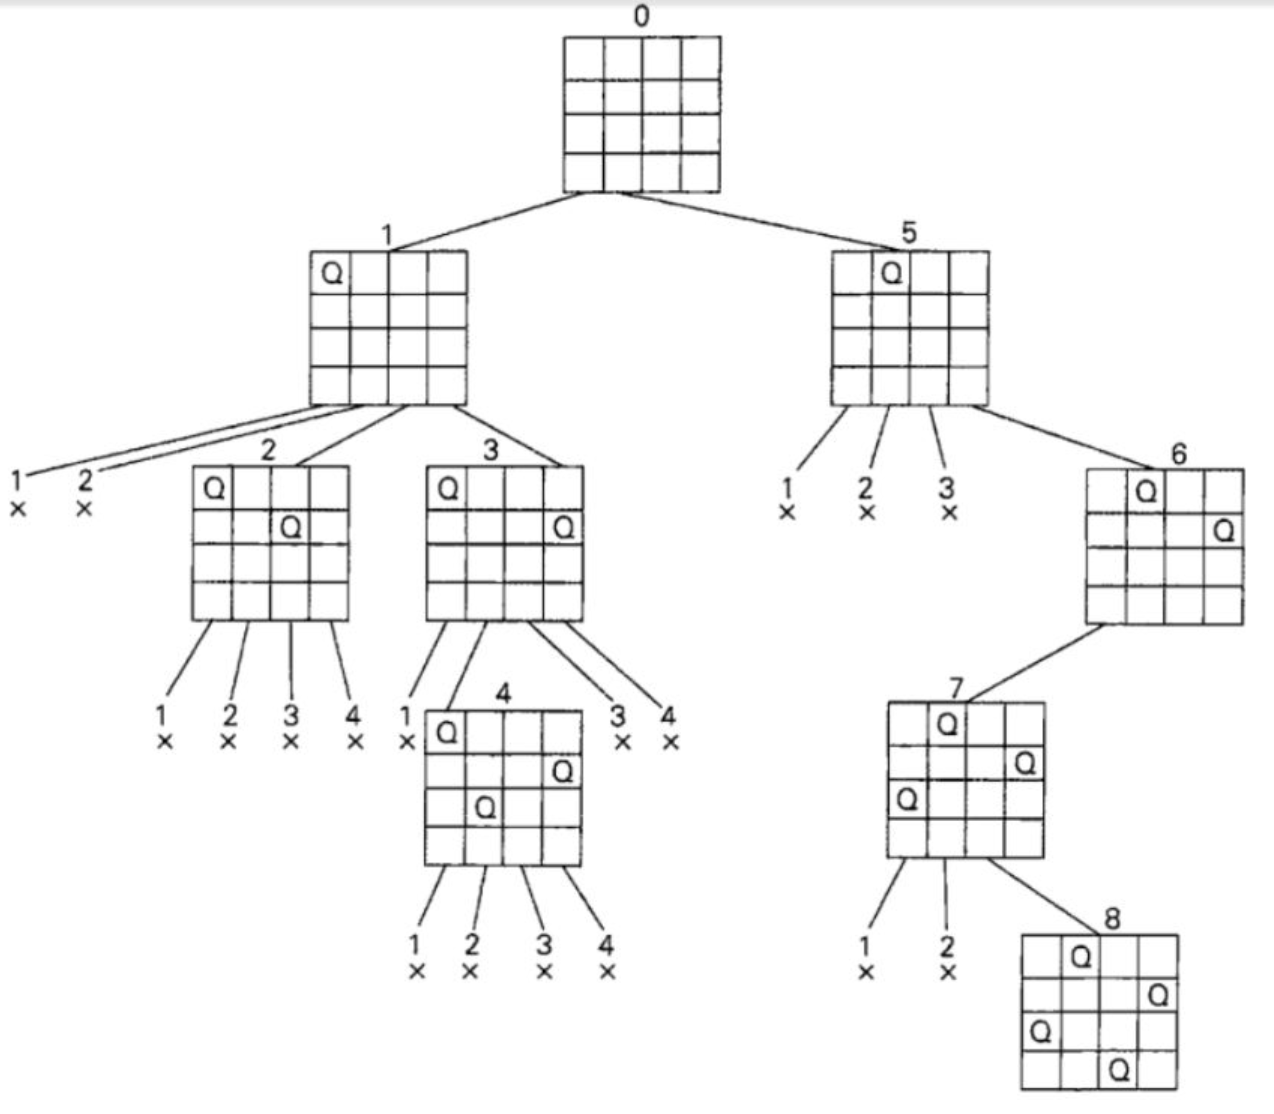 0
1 5
Q Q
1 2 2 3 1 2 3 6
× × Q Q × × × Q
Q Q Q
1 2 3 4 1 4 3 4 7
× × × × × Q × × Q
Q Q
Q Q
1 2 3 4 1 2 8
× × × × × × Q
Q
Q
Q